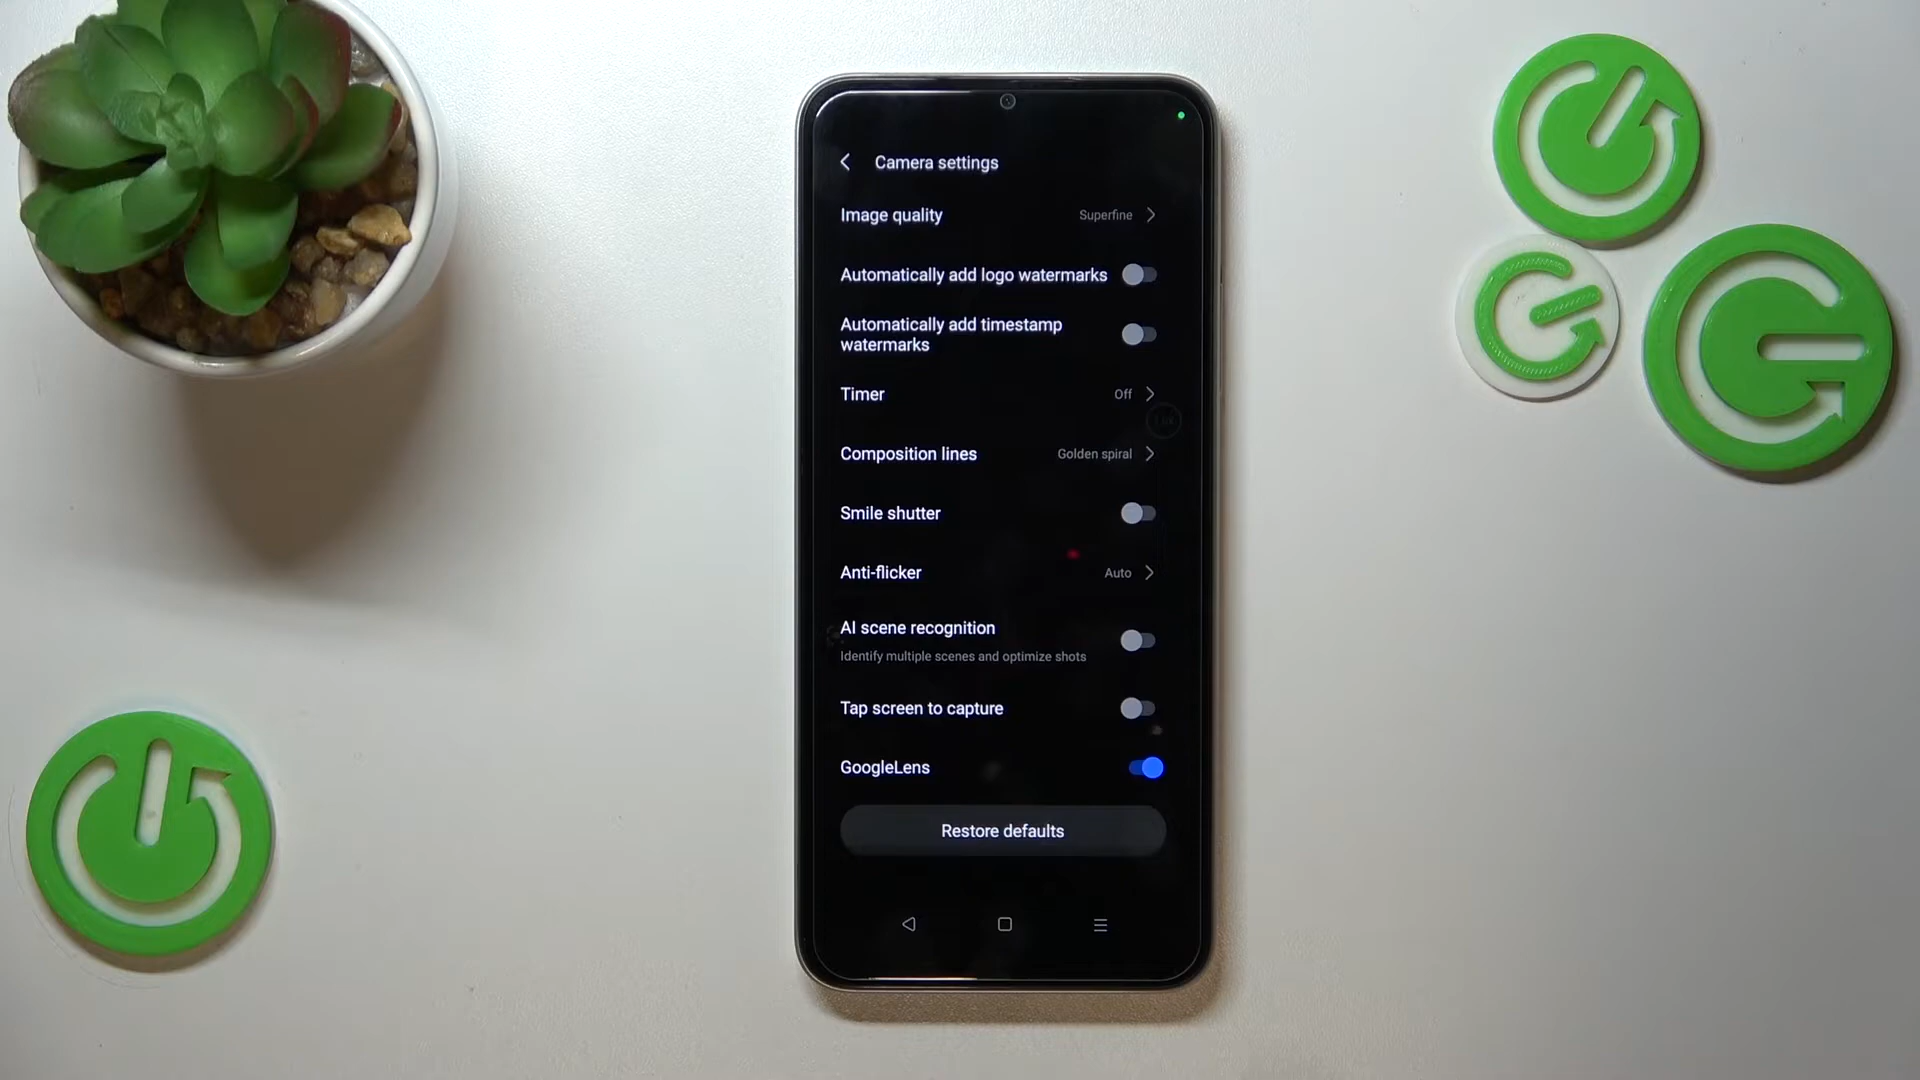 Camera settings
Image quality Superfine
Automatically add logo watermarks
Automatically add timestamp
watermarks
Timer Off
Composition lines Golden spiral
Smile shutter
Anti-flicker Auto
AI scene recognition
Identify multiple scenes and optimize shots
Tap screen to capture
GoogleLens
Restore defaults